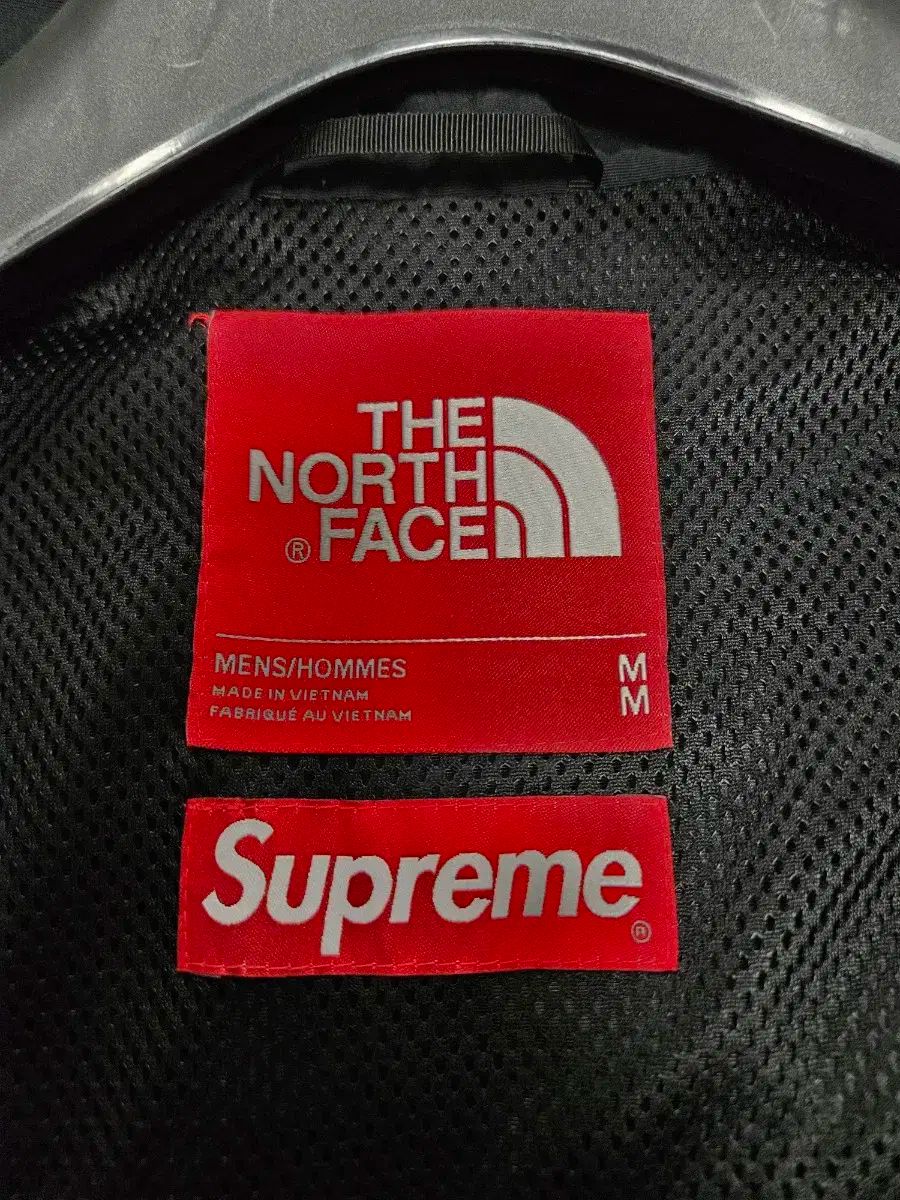 THE
NORTH
® FACE
MENS/HOMMES M
MADE IN VIETNAM M
FABRIQUÉ AU VIETNAM
Supreme ®